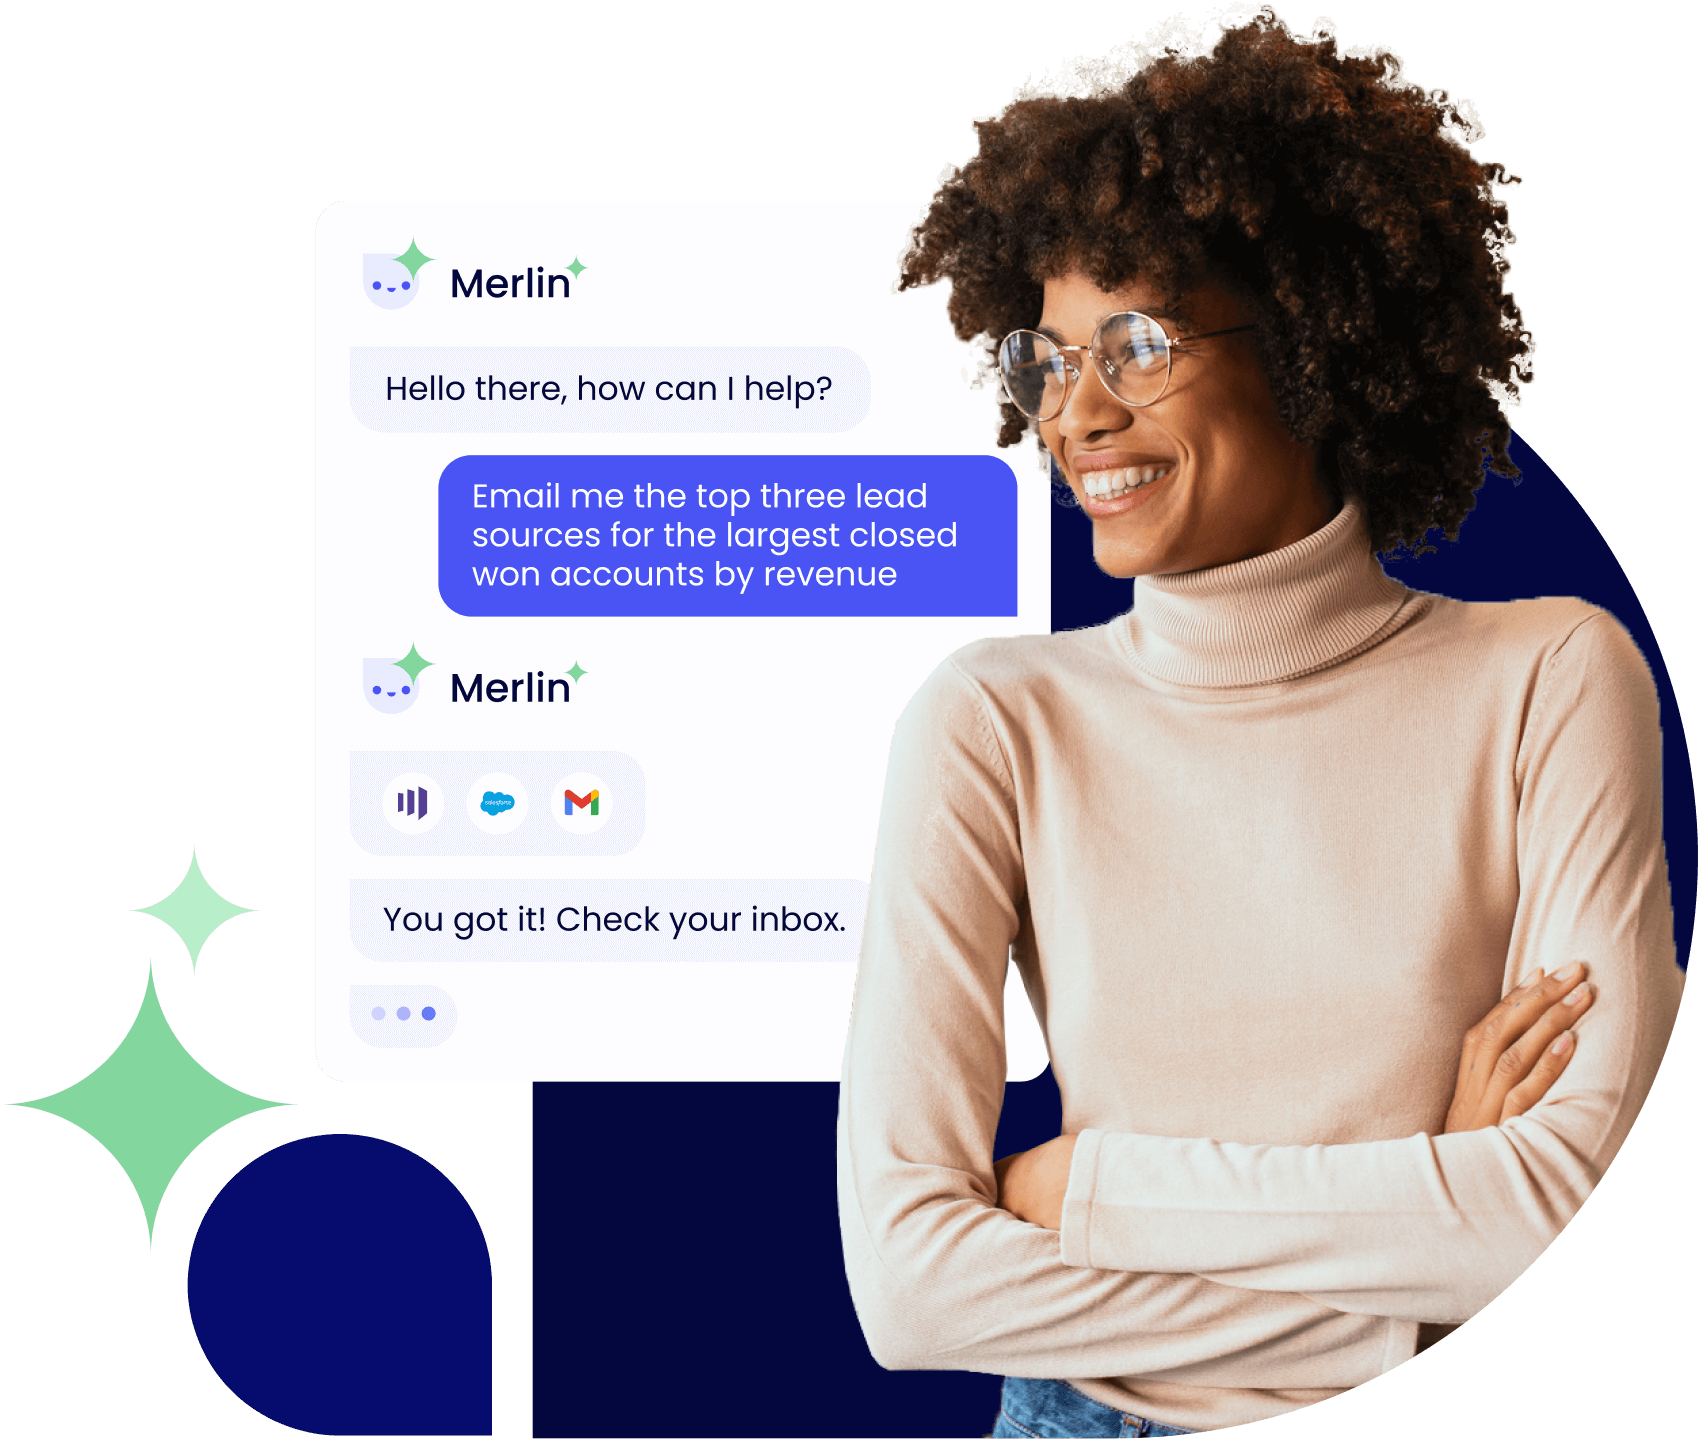 Merlin
Hello there, how can I help?
Email me the top three lead
sources for the largest closed
won accounts by revenue
Merlin
salesforce
You got it! Check your inbox.